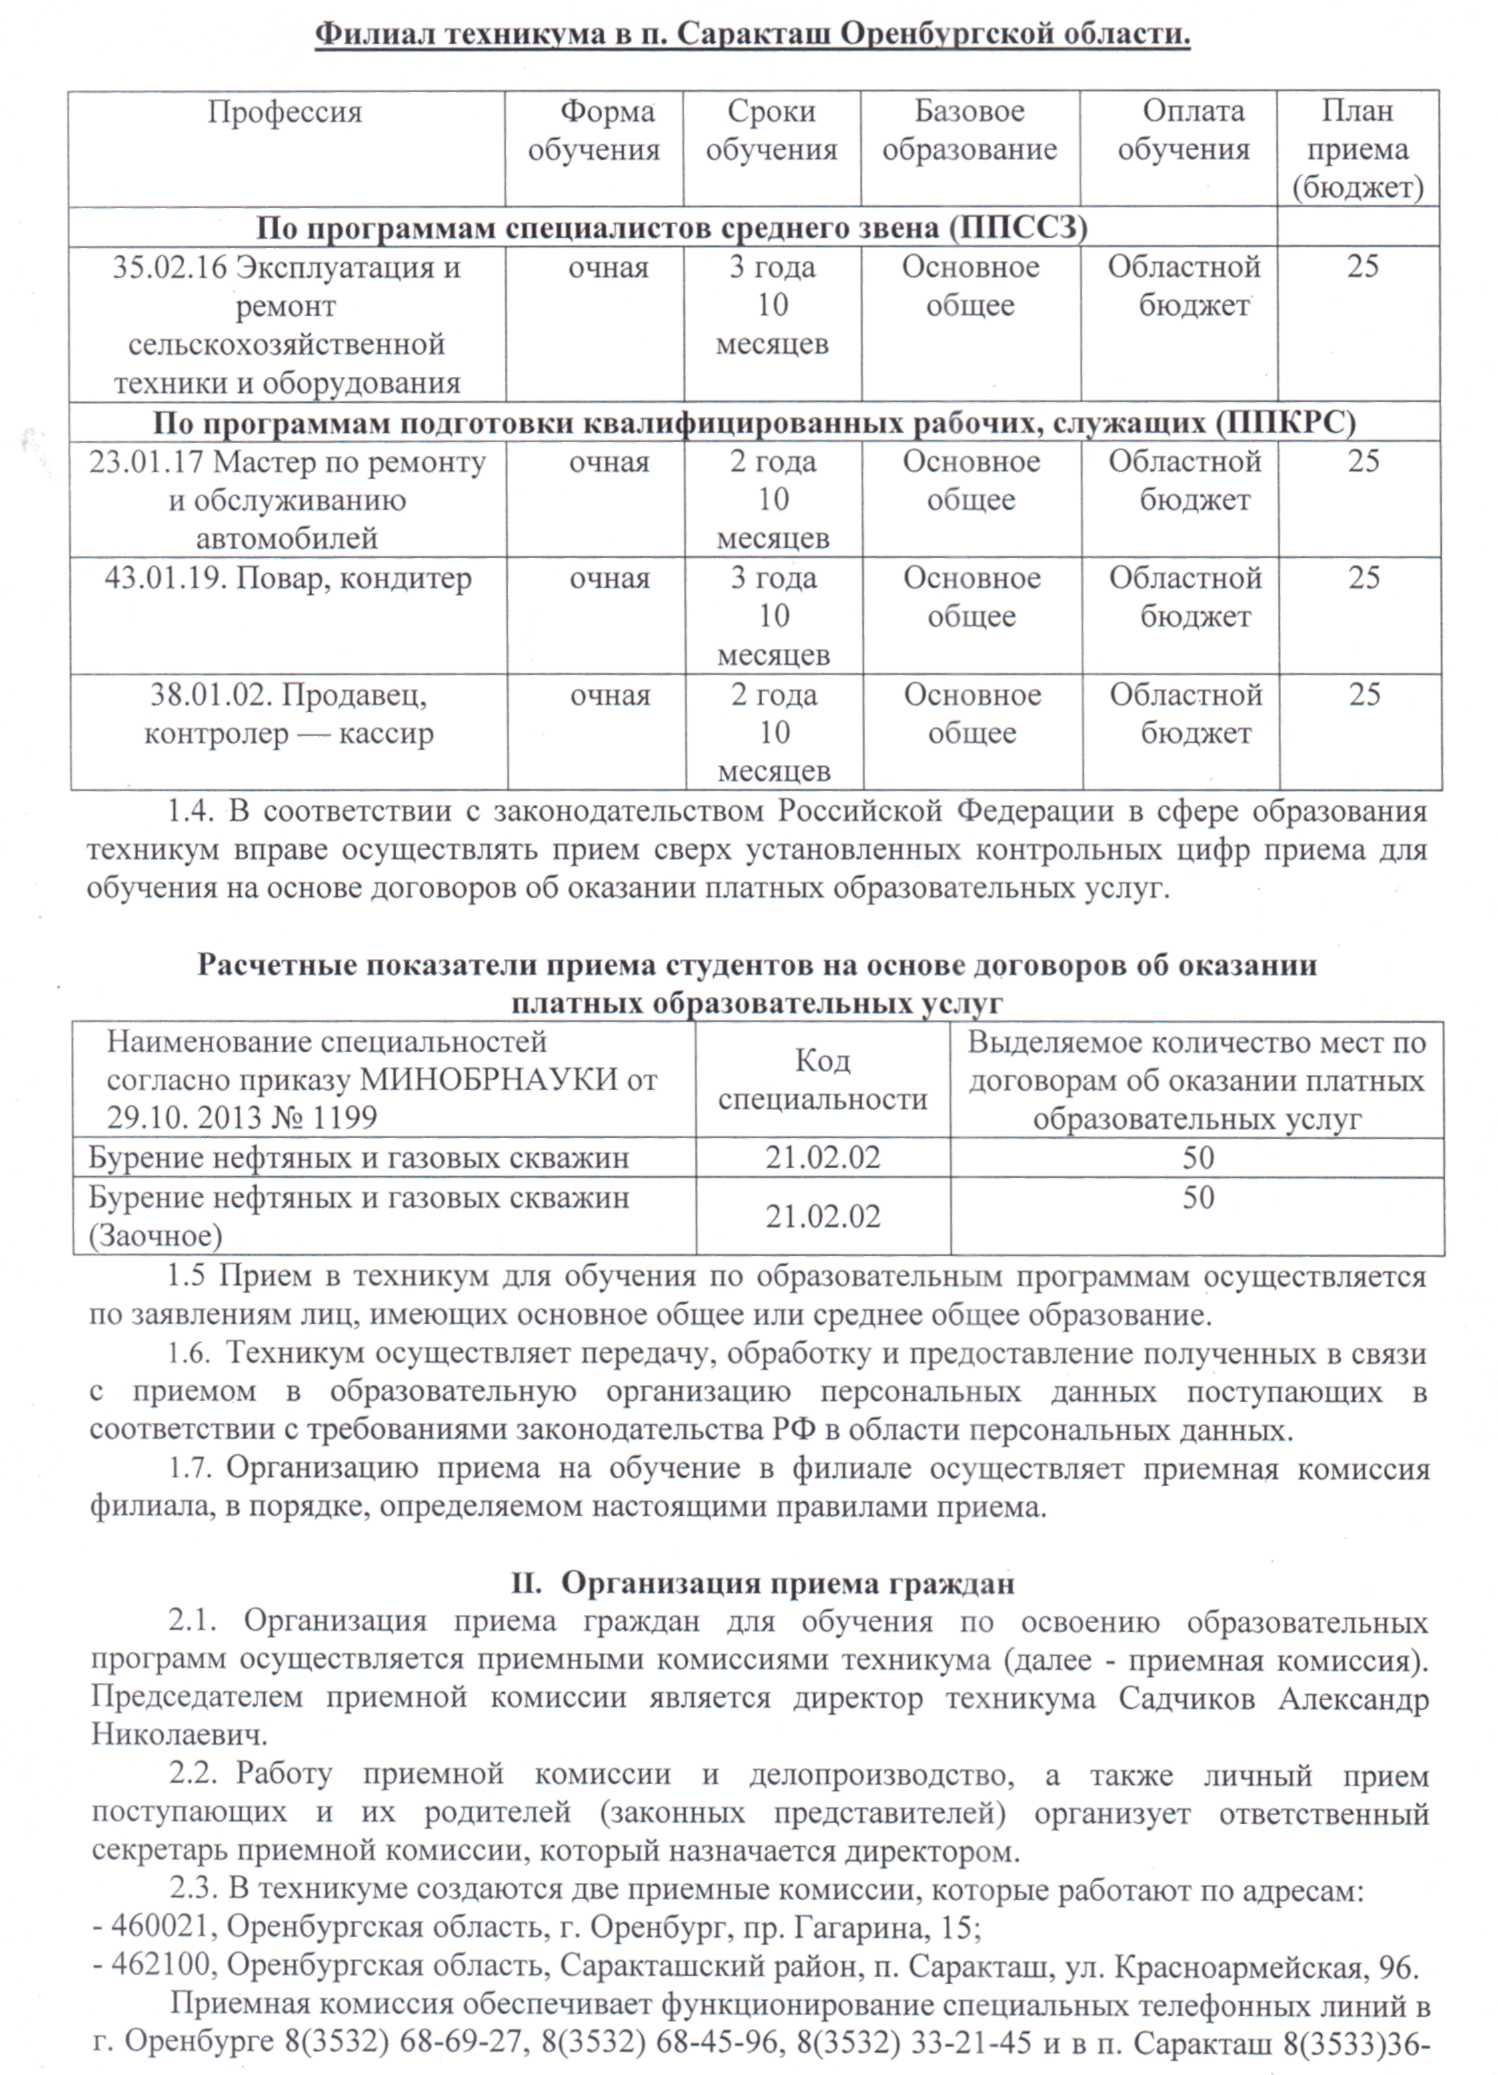 Филиал техникума в п. Саракташ Оренбургской области.
Профессия Форма обучения Сроки обучения Базовое образование Оплата обучения План приема (бюджет)
По программам специалистов среднего звена (ППССЗ)
35.02.16 Эксплуатация и ремонт сельскохозяйственной техники и оборудования очная 3 года 10 месяцев Основное общее Областной бюджет 25
По программам подготовки квалифицированных рабочих, служащих (ППКРС)
23.01.17 Мастер по ремонту и обслуживанию автомобилей очная 2 года 10 месяцев Основное общее Областной бюджет 25
43.01.19. Повар, кондитер очная 3 года 10 месяцев Основное общее Областной бюджет 25
38.01.02. Продавец, контролер — кассир очная 2 года 10 месяцев Основное общее Областной бюджет 25
1.4. В соответствии с законодательством Российской Федерации в сфере образования
техникум вправе осуществлять прием сверх установленных контрольных цифр приема для
обучения на основе договоров об оказании платных образовательных услуг.
Расчетные показатели приема студентов на основе договоров об оказании
платных образовательных услуг
Наименование специальностей согласно приказу МИНОБРНАУКИ от 29.10. 2013 № 1199 Код специальности Выделяемое количество мест по договорам об оказании платных образовательных услуг
Бурение нефтяных и газовых скважин 21.02.02 50
Бурение нефтяных и газовых скважин (Заочное) 21.02.02 50
1.5 Прием в техникум для обучения по образовательным программам осуществляется
по заявлениям лиц, имеющих основное общее или среднее общее образование.
1.6. Техникум осуществляет передачу, обработку и предоставление полученных в связи
с приемом в образовательную организацию персональных данных поступающих в
соответствии с требованиями законодательства РФ в области персональных данных.
1.7. Организацию приема на обучение в филиале осуществляет приемная комиссия
филиала, в порядке, определяемом настоящими правилами приема.
II. Организация приема граждан
2.1. Организация приема граждан для обучения по освоению образовательных
программ осуществляется приемными комиссиями техникума (далее - приемная комиссия).
Председателем приемной комиссии является директор техникума Садчиков Александр
Николаевич.
2.2. Работу приемной комиссии и делопроизводство, а также личный прием
поступающих и их родителей (законных представителей) организует ответственный
секретарь приемной комиссии, который назначается директором.
2.3. В техникуме создаются две приемные комиссии, которые работают по адресам:
- 460021, Оренбургская область, г. Оренбург, пр. Гагарина, 15;
- 462100, Оренбургская область, Саракташский район, п. Саракташ, ул. Красноармейская, 96.
Приемная комиссия обеспечивает функционирование специальных телефонных линий в
г. Оренбурге 8(3532) 68-69-27, 8(3532) 68-45-96, 8(3532) 33-21-45 и в п. Саракташ 8(3533)36-